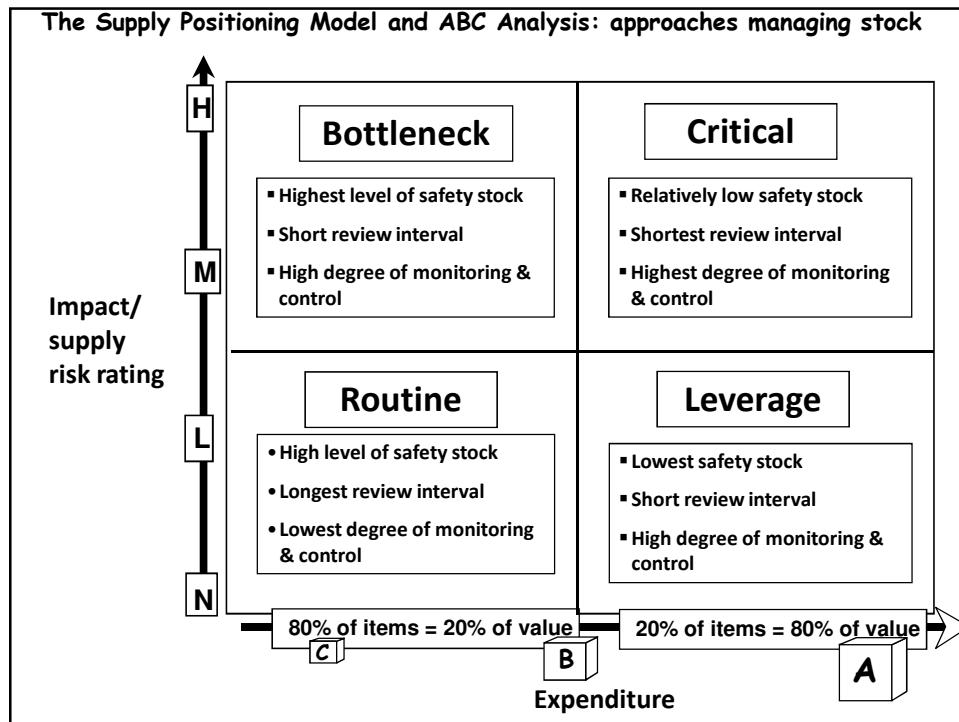 The Supply Positioning Model and ABC Analysis: approaches managing stock
H
M
L
N
Impact/
supply
risk rating
Bottleneck
▪ Highest level of safety stock
▪ Short review interval
▪ High degree of monitoring &
control
Critical
▪ Relatively low safety stock
▪ Shortest review interval
▪ Highest degree of monitoring
& control
Routine
• High level of safety stock
• Longest review interval
• Lowest degree of monitoring
& control
Leverage
▪ Lowest safety stock
▪ Short review interval
▪ High degree of monitoring &
control
80% of items = 20% of value
20% of items = 80% of value
C
B
A
Expenditure